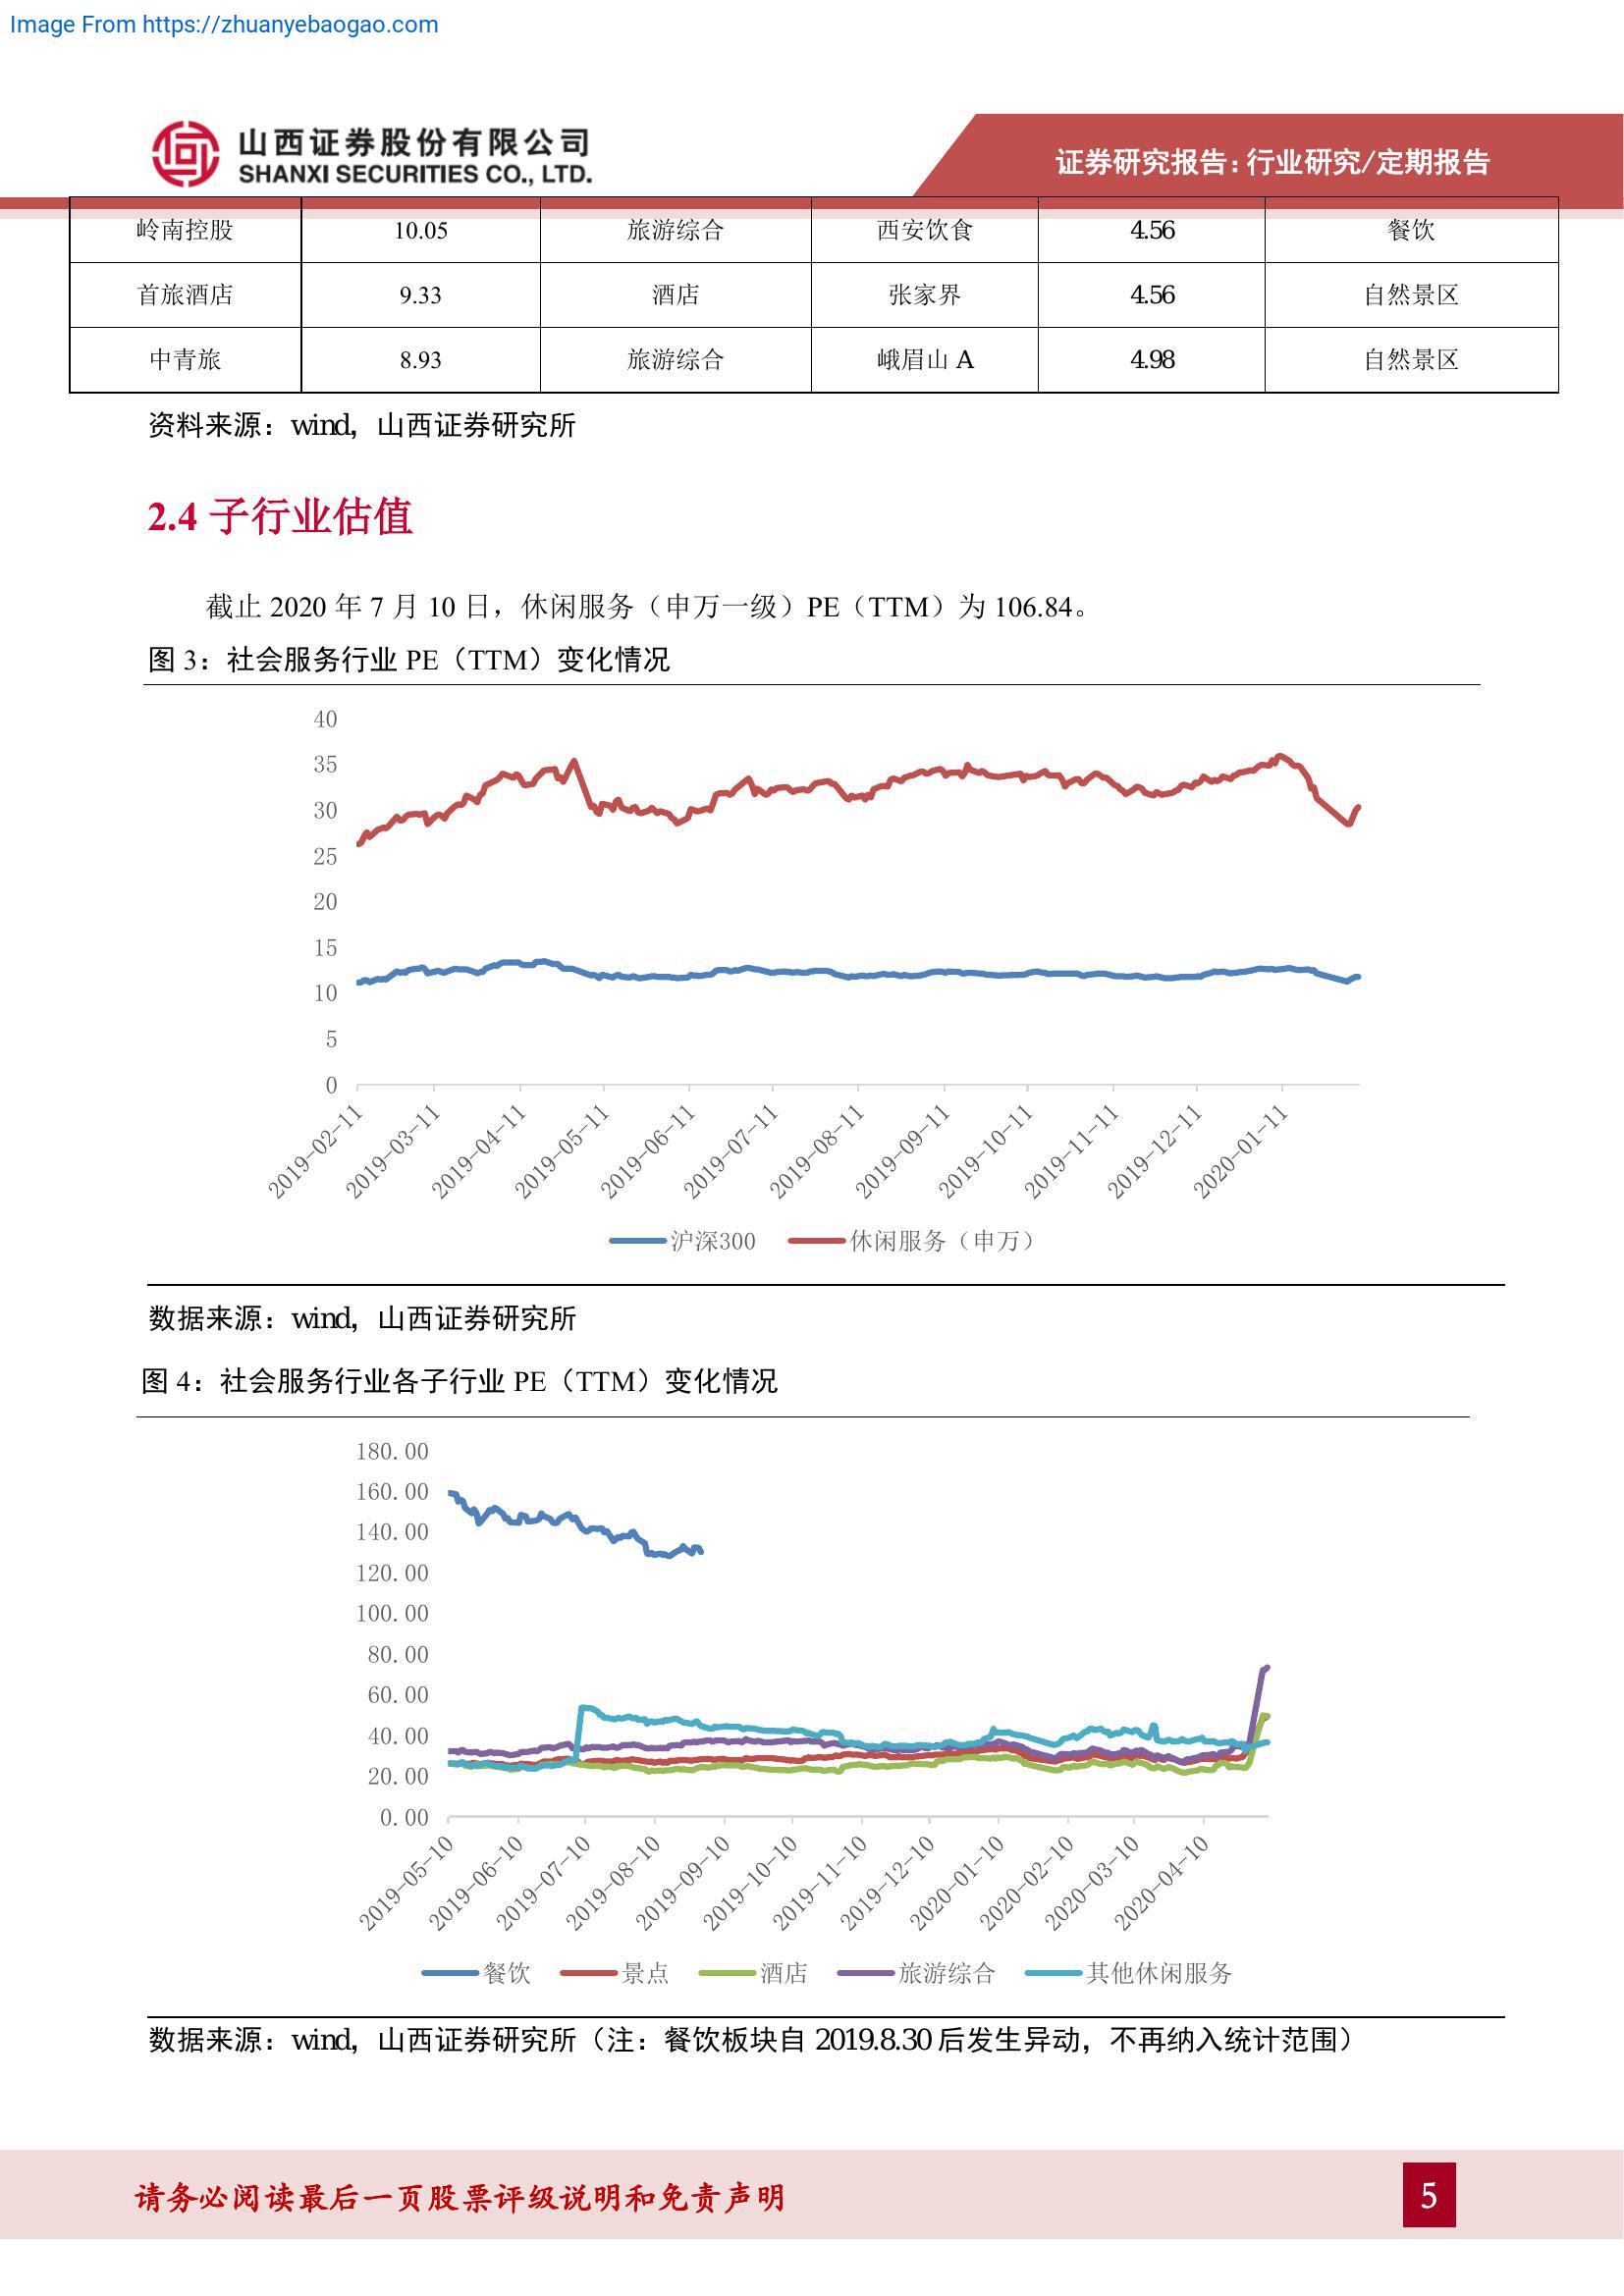 Image From https://zhuanyebaogao.com
山西证券股份有限公司
SHANXI SECURITIES CO., LTD.
证券研究报告:行业研究/定期报告
岭南控股 10.05 旅游综合 西安饮食 4.56 餐饮
首旅酒店 9.33 酒店 张家界 4.56 自然景区
中青旅 8.93 旅游综合 峨眉山 A 4.98 自然景区
资料来源：wind，山西证券研究所
2.4 子行业估值
截止 2020 年 7 月 10 日，休闲服务（申万一级）PE（TTM）为 106.84。
图 3：社会服务行业 PE（TTM）变化情况
40
35
30
25
20
15
10
5
0
2019-02-11 2019-03-11 2019-04-11 2019-05-11 2019-06-11 2019-07-11 2019-08-11 2019-09-11 2019-10-11 2019-11-11 2019-12-11 2020-01-11
沪深300 休闲服务（申万）
数据来源：wind，山西证券研究所
图 4：社会服务行业各子行业 PE（TTM）变化情况
180.00
160.00
140.00
120.00
100.00
80.00
60.00
40.00
20.00
0.00
2019-05-10 2019-06-10 2019-07-10 2019-08-10 2019-09-10 2019-10-10 2019-11-10 2019-12-10 2020-01-10 2020-02-10 2020-03-10 2020-04-10
餐饮 景点 酒店 旅游综合 其他休闲服务
数据来源：wind，山西证券研究所（注：餐饮板块自 2019.8.30 后发生异动，不再纳入统计范围）
请务必阅读最后一页股票评级说明和免责声明
5